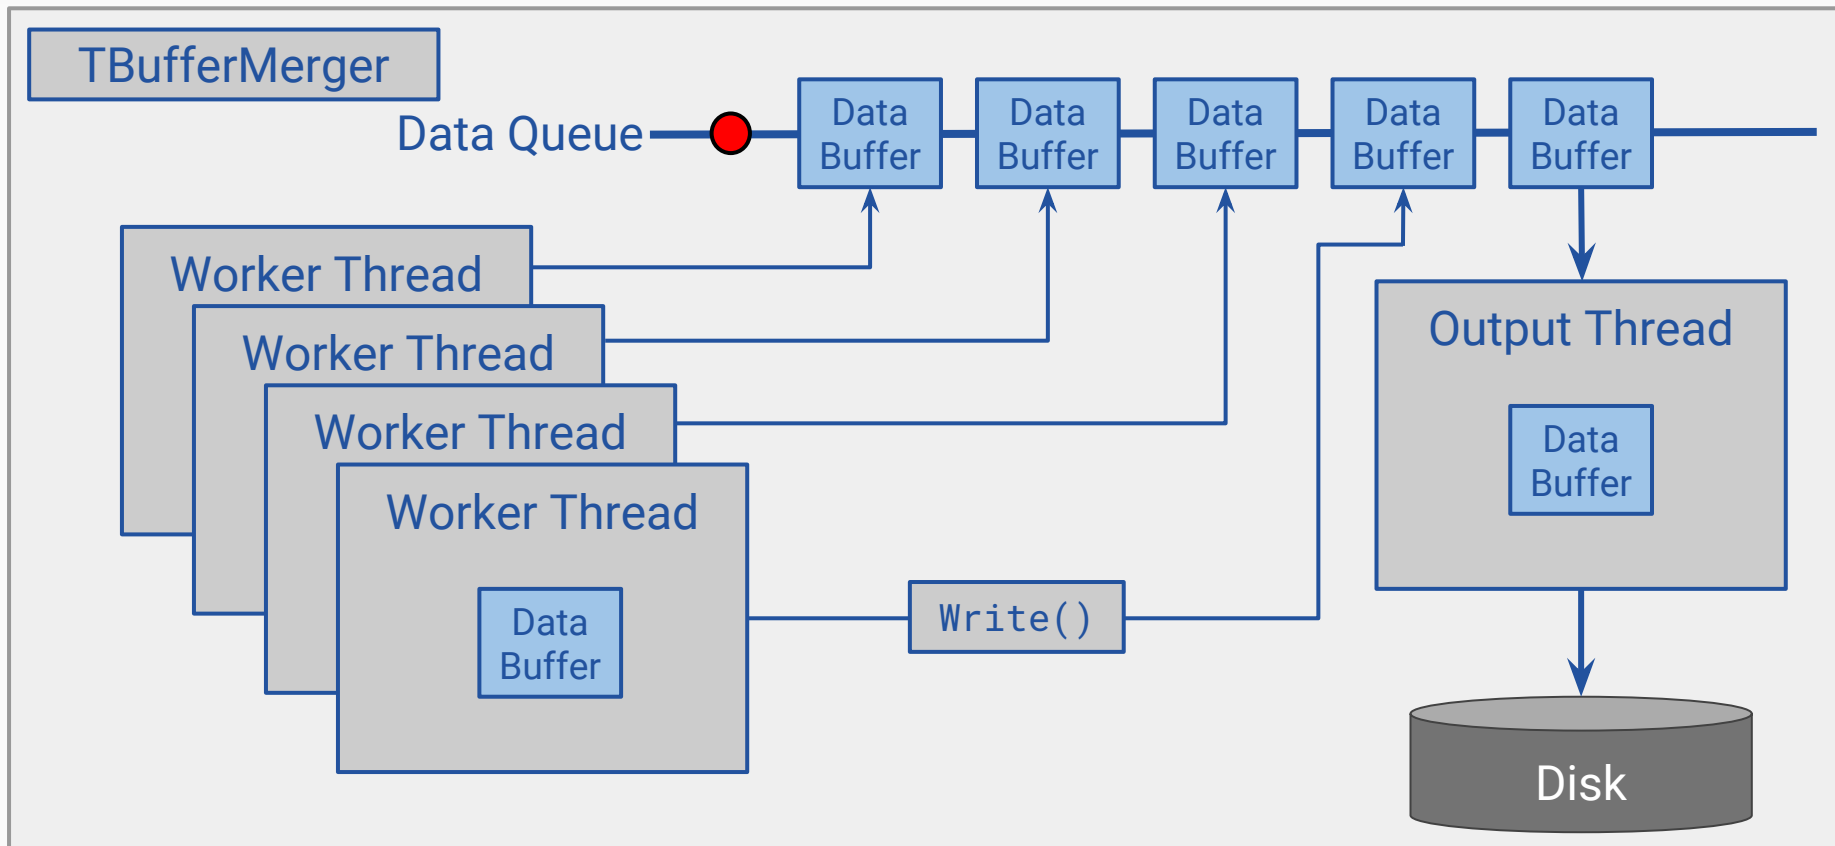 TBufferMerger
Data Queue
Data
Buffer
Data
Buffer
Data
Buffer
Data
Buffer
Data
Buffer
Worker Thread
Worker Thread
Worker Thread
Worker Thread
Data
Buffer
Write()
Output Thread
Data
Buffer
Disk